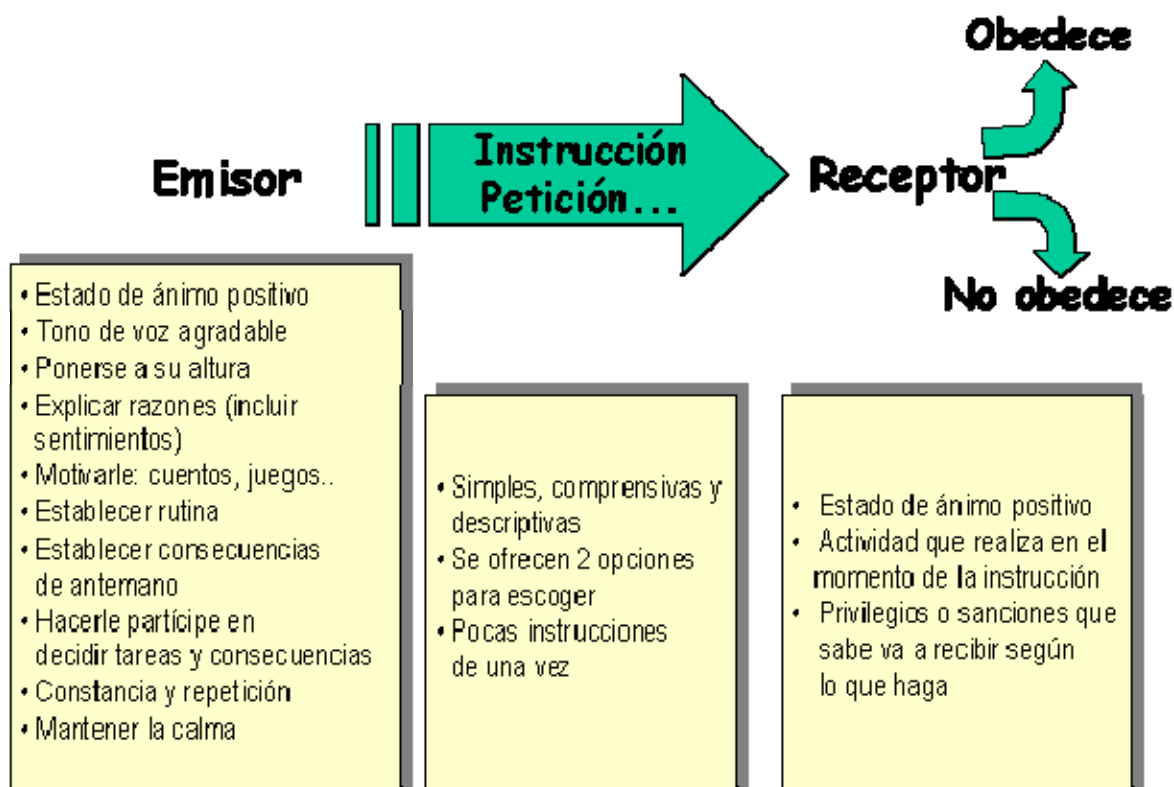 Obedece
Emisor
Instrucción
Petición...
Receptor
No obedece
• Estado de ánimo positivo
• Tono de voz agradable
• Ponerse a su altura
• Explicar razones (incluir
sentimientos)
• Motivarle: cuentos, juegos..
• Establecer rutina
• Establecer consecuencias
de antemano
• Hacerle partícipe en
decidir tareas y consecuencias
• Constancia y repetición
• Mantener la calma
• Simples, comprensivas y
descriptivas
• Se ofrecen 2 opciones
para escoger
• Pocas instrucciones
de una vez
• Estado de ánimo positivo
• Actividad que realiza en el
momento de la instrucción
• Privilegios o sanciones que
sabe va a recibir según
lo que haga